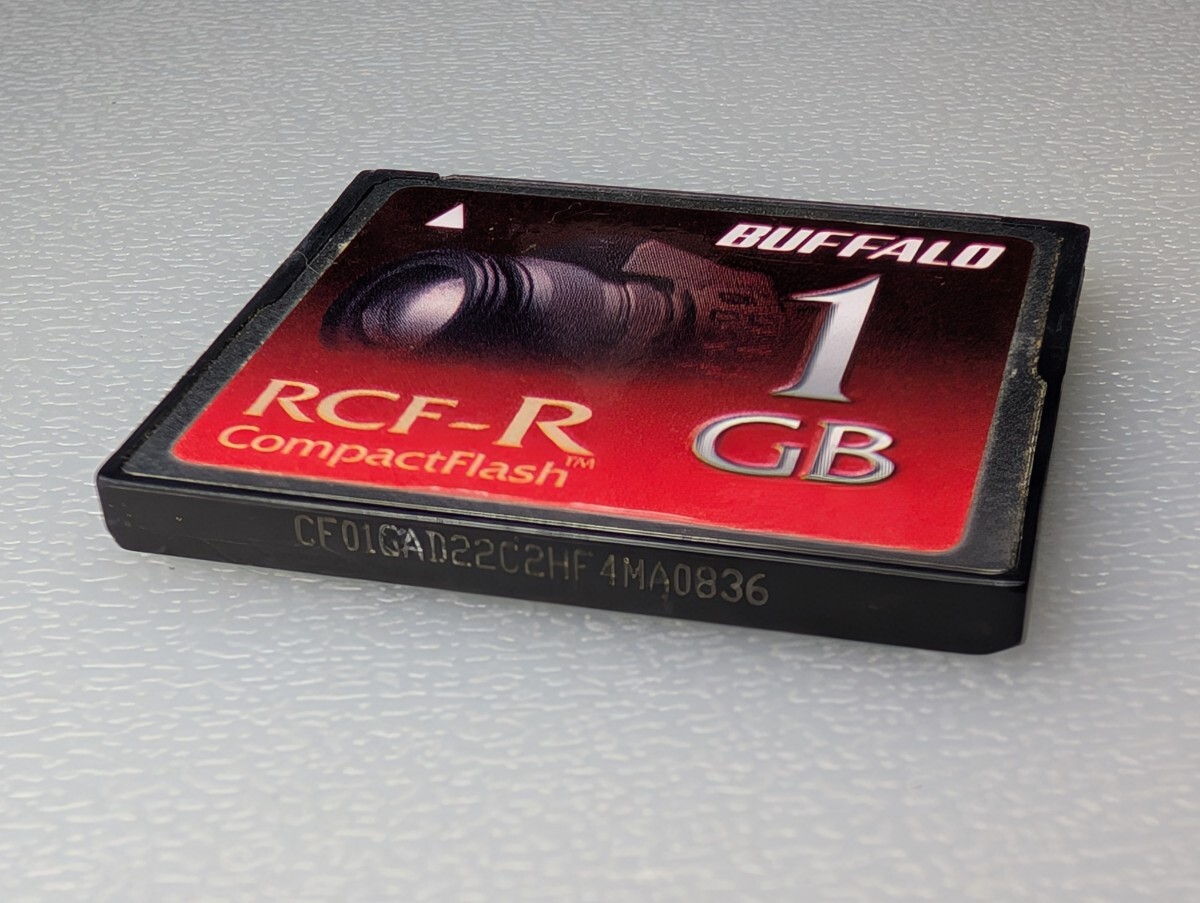 BUFFALO
1
GB
RCF-R
CompactFlash™
CF01GAD22C2HF4MA0836